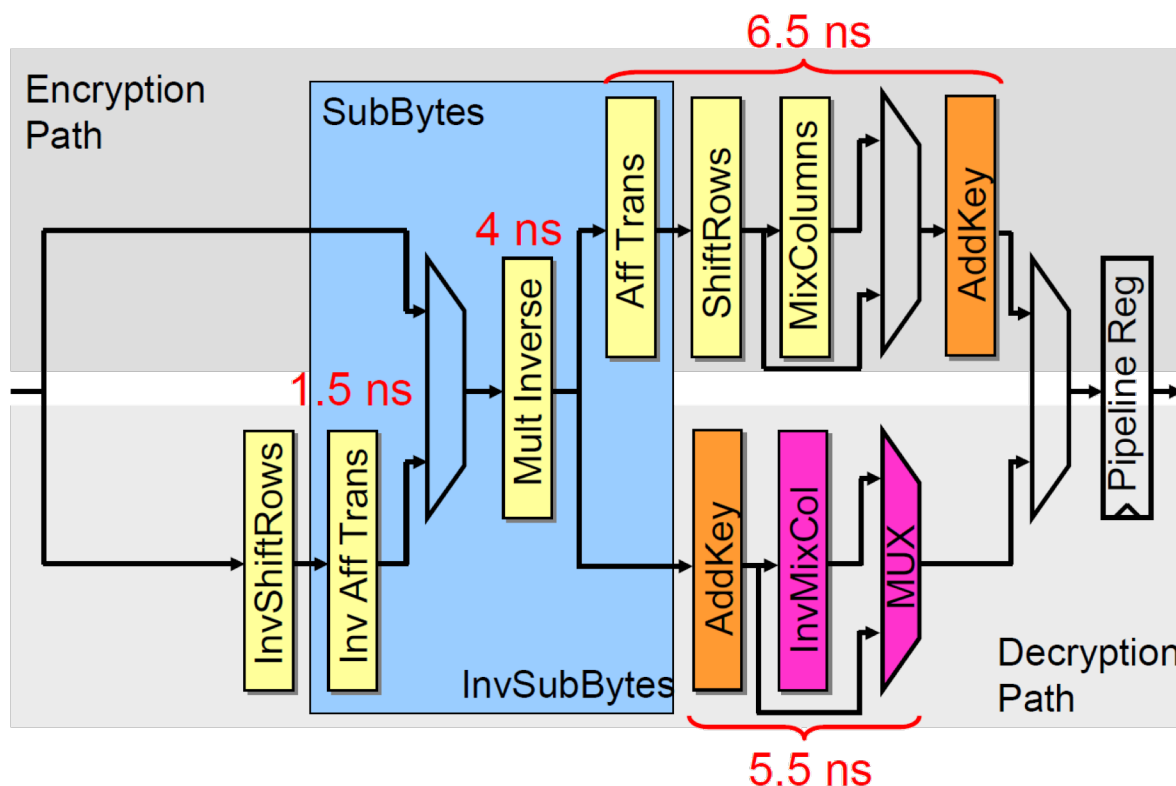 6.5 ns
Encryption
Path
SubBytes
4 ns
Aff Trans
ShiftRows
MixColumns
AddKey
1.5 ns
Mult Inverse
Pipeline Reg
InvShiftRows
Inv Aff Trans
AddKey
InvMixCol
MUX
InvSubBytes
Decryption
Path
5.5 ns